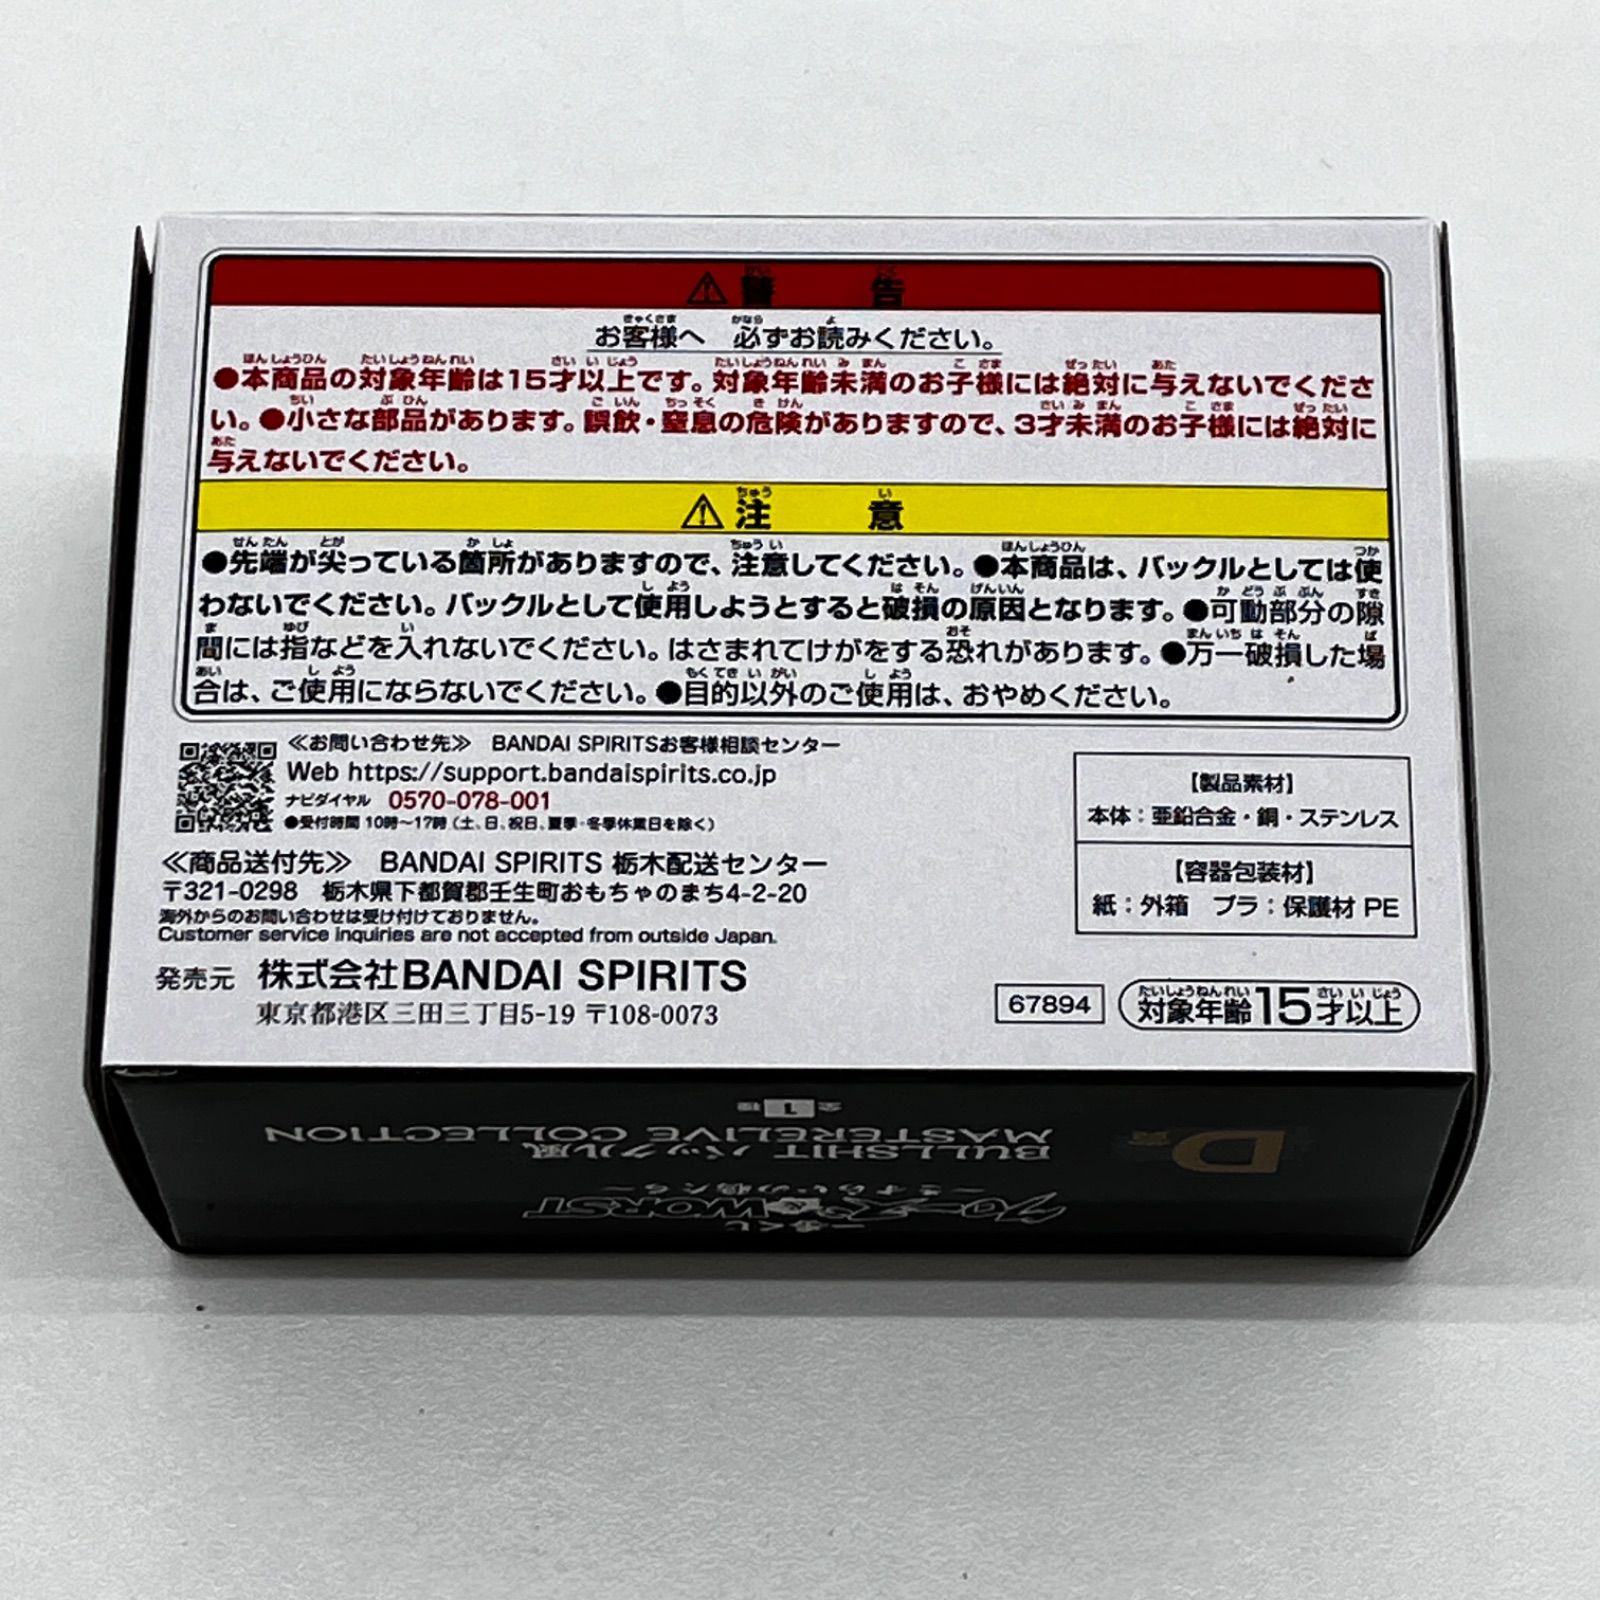 ⚠ 警告
お客様へ 必ずお読みください。
●本商品の対象年齢は15才以上です。対象年齢未満のお子様には絶対に与えないでくださ
い。●小さな部品があります。誤飲・窒息の危険がありますので、3才未満のお子様には絶対に
与えないでください。
⚠ 注意
●先端が尖っている箇所がありますので、注意してください。●本商品は、バックルとしては使
わないでください。バックルとして使用しようとすると破損の原因となります。●可動部分の隙
間には指などを入れないでください。はさまれてけがをする恐れがあります。●万一破損した場
合は、ご使用にならないでください。●目的以外のご使用は、おやめください。
≪お問い合わせ先≫ BANDAI SPIRITSお客様相談センター
Web https://support.bandaispirits.co.jp
ナビダイヤル 0570-078-001
●受付時間 10時〜17時（土、日、祝日、夏季・冬季休業日を除く）
≪商品送付先≫ BANDAI SPIRITS 栃木配送センター
〒321-0298 栃木県下都賀郡壬生町おもちゃのまち4-2-20
海外からのお問い合わせは受け付けておりません。
Customer service inquiries are not accepted from outside Japan.
発売元 株式会社BANDAI SPIRITS
東京都港区三田三丁目5-19 〒108-0073
【製品素材】
本体：亜鉛合金・銅・ステンレス
【容器包装材】
紙：外箱 プラ：保護材 PE
67894
対象年齢15才以上
一番くじ
クローズ×WORST
D賞
BULLSHIT バックル風
MASTERLIVE COLLECTION
全1種